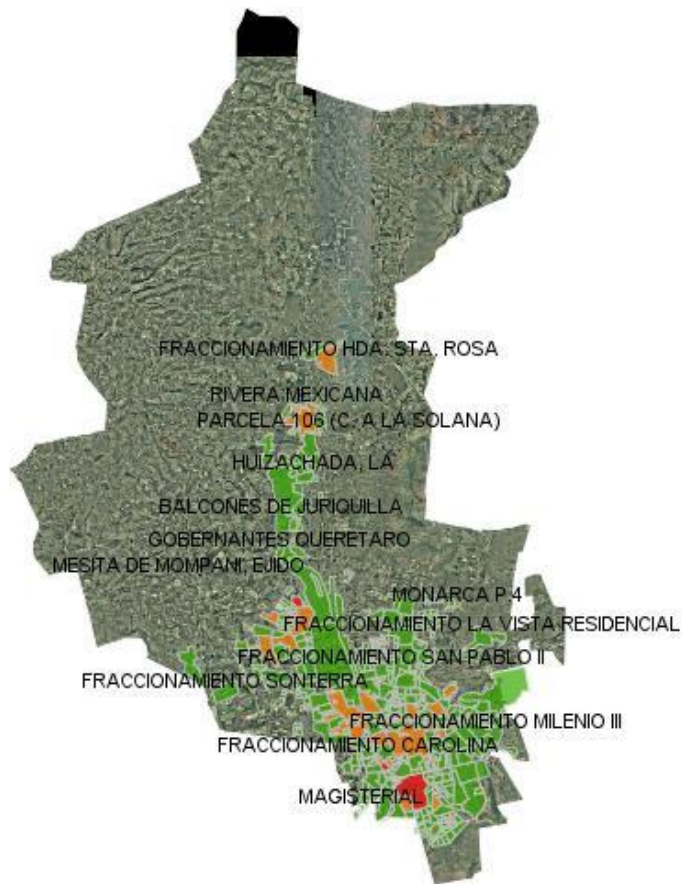 FRACCIONAMIENTO HDA. STA. ROSA
RIVERA MEXICANA
PARCELA 106 (C. A LA SOLANA)
HUIZACHADA, LA
BALCONES DE JURIQUILLA
GOBERNANTES QUERETARO
MESITA DE MOMPANI, EJIDO
MONARCA P.4
FRACCIONAMIENTO LA VISTA RESIDENCIAL
FRACCIONAMIENTO SAN PABLO II
FRACCIONAMIENTO SONTERRA
FRACCIONAMIENTO MILENIO III
FRACCIONAMIENTO CAROLINA
MAGISTERIAL